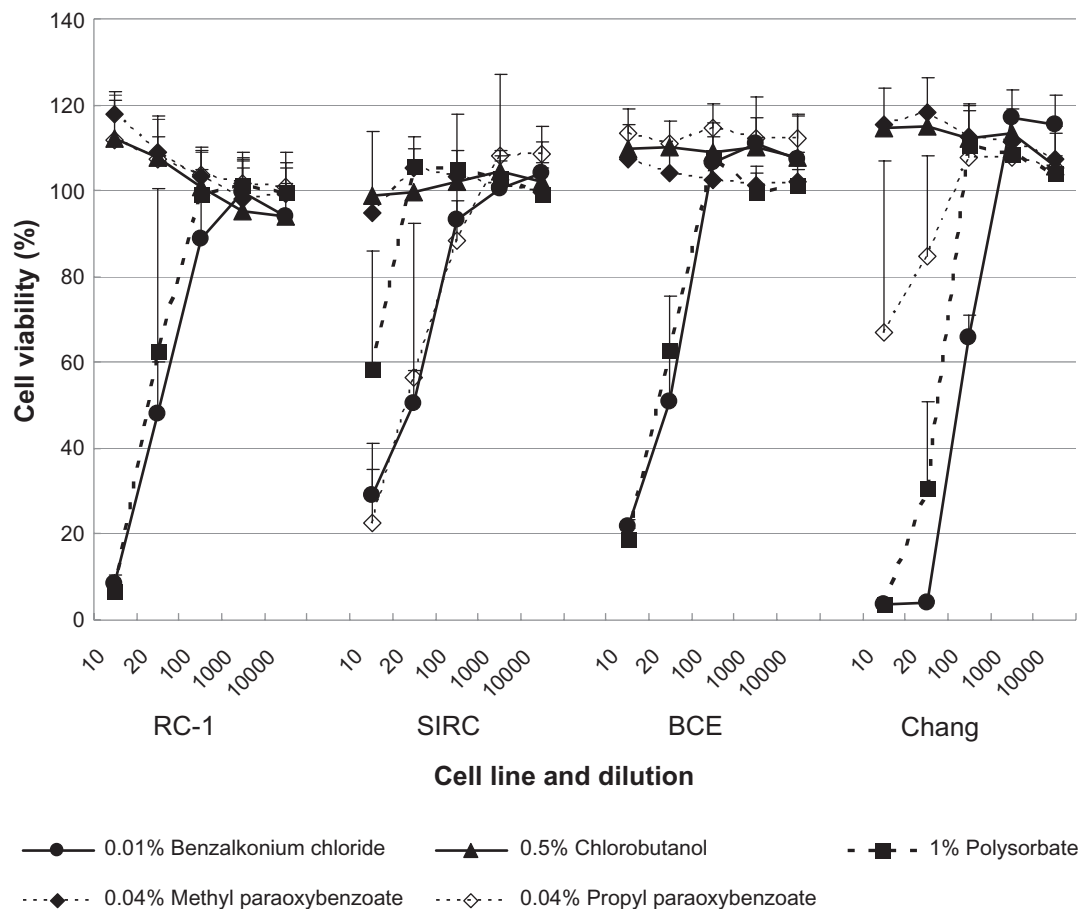 140
120
100
80
60
40
20
0
Cell viability (%)
10 20 100 1000 10000 10 20 100 1000 10000 10 20 100 1000 10000 10 20 100 1000 10000
RC-1 SIRC BCE Chang
Cell line and dilution
0.01% Benzalkonium chloride 0.5% Chlorobutanol 1% Polysorbate
0.04% Methyl paraoxybenzoate 0.04% Propyl paraoxybenzoate